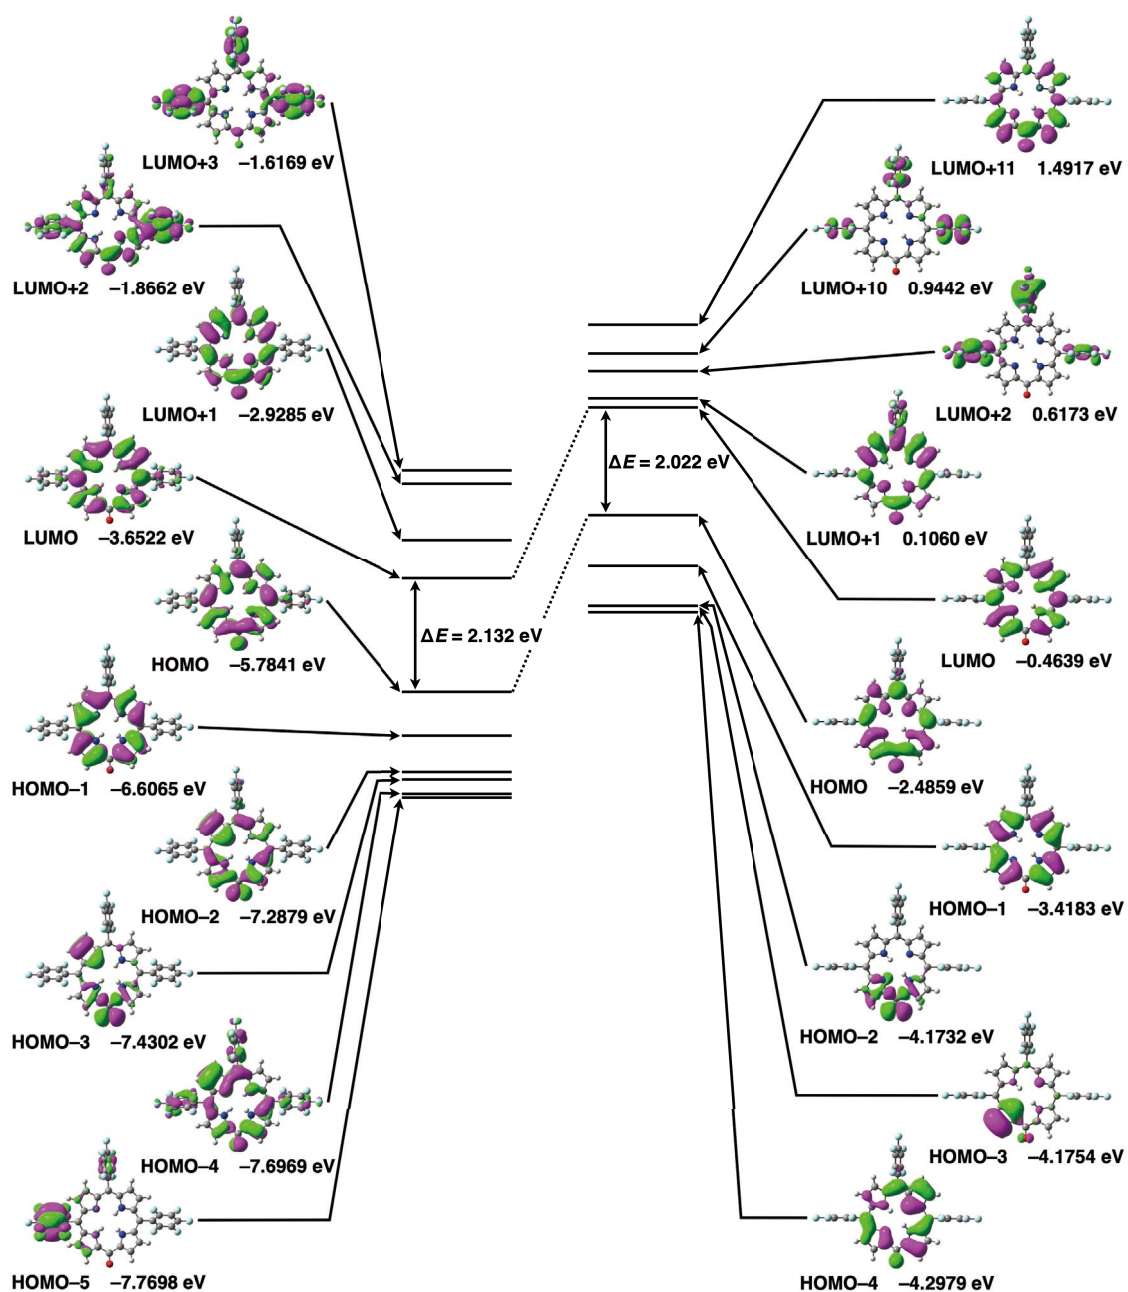 LUMO+3 –1.6169 eV
LUMO+2 –1.8662 eV
LUMO+1 –2.9285 eV
LUMO –3.6522 eV
HOMO –5.7841 eV
HOMO–1 –6.6065 eV
HOMO–2 –7.2879 eV
HOMO–3 –7.4302 eV
HOMO–4 –7.6969 eV
HOMO–5 –7.7698 eV
ΔE = 2.132 eV
ΔE = 2.022 eV
LUMO+11 1.4917 eV
LUMO+10 0.9442 eV
LUMO+2 0.6173 eV
LUMO+1 0.1060 eV
LUMO –0.4639 eV
HOMO –2.4859 eV
HOMO–1 –3.4183 eV
HOMO–2 –4.1732 eV
HOMO–3 –4.1754 eV
HOMO–4 –4.2979 eV